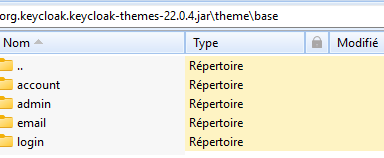 org.keycloak.keycloak-themes-22.0.4.jar\theme\base
Nom Type Modifié
.. Répertoire
account Répertoire
admin Répertoire
email Répertoire
login Répertoire